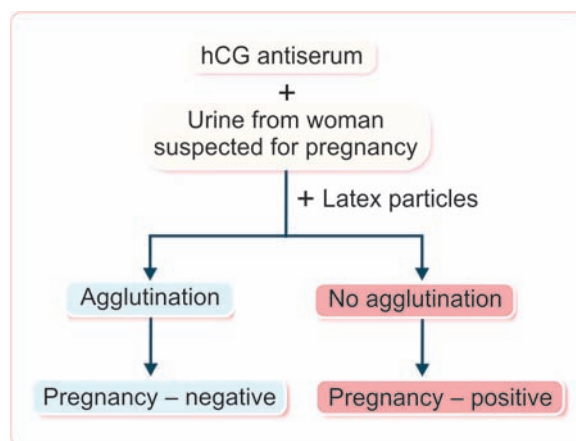 hCG antiserum
+
Urine from woman
suspected for pregnancy
+ Latex particles
Agglutination
No agglutination
Pregnancy – negative
Pregnancy – positive